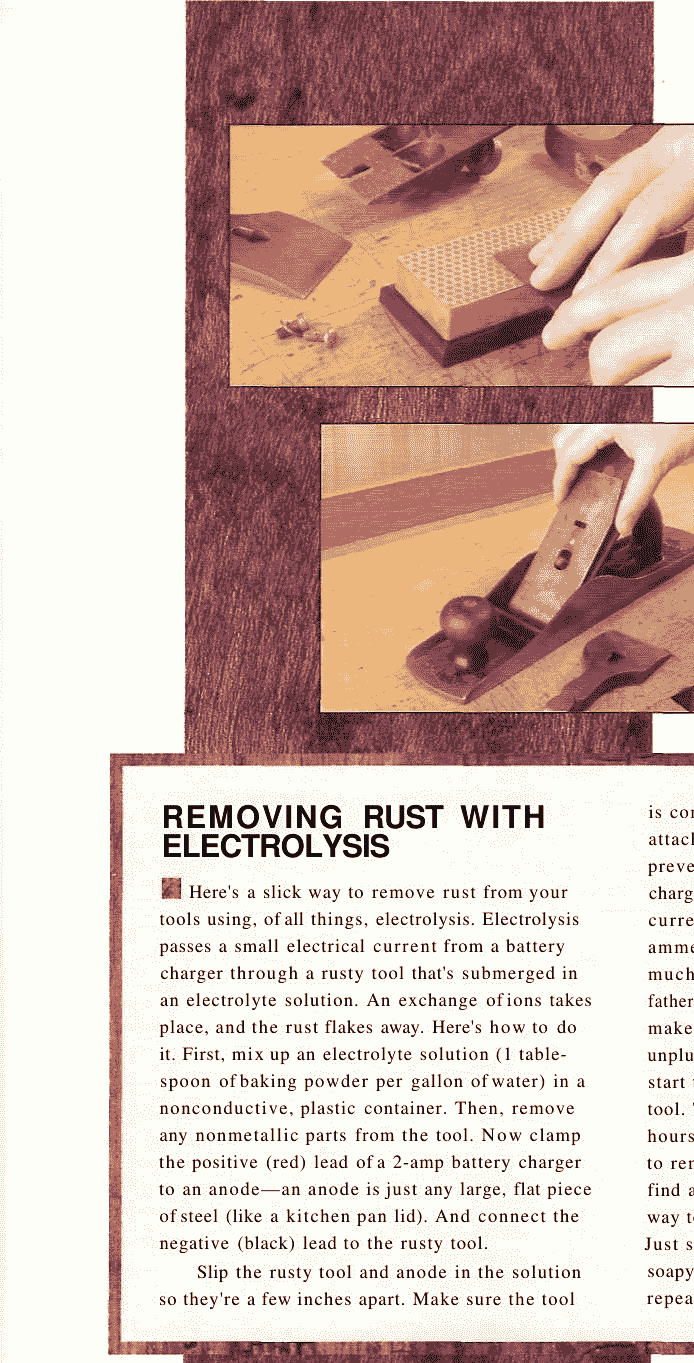 REMOVING RUST WITH
ELECTROLYSIS
Here's a slick way to remove rust from your
tools using, of all things, electrolysis. Electrolysis
passes a small electrical current from a battery
charger through a rusty tool that's submerged in
an electrolyte solution. An exchange of ions takes
place, and the rust flakes away. Here's how to do
it. First, mix up an electrolyte solution (1 table-
spoon of baking powder per gallon of water) in a
nonconductive, plastic container. Then, remove
any nonmetallic parts from the tool. Now clamp
the positive (red) lead of a 2-amp battery charger
to an anode—an anode is just any large, flat piece
of steel (like a kitchen pan lid). And connect the
negative (black) lead to the rusty tool.
Slip the rusty tool and anode in the solution
so they're a few inches apart. Make sure the tool
is
much
make
start
tool.
hours
to
find
way
Just
soapy